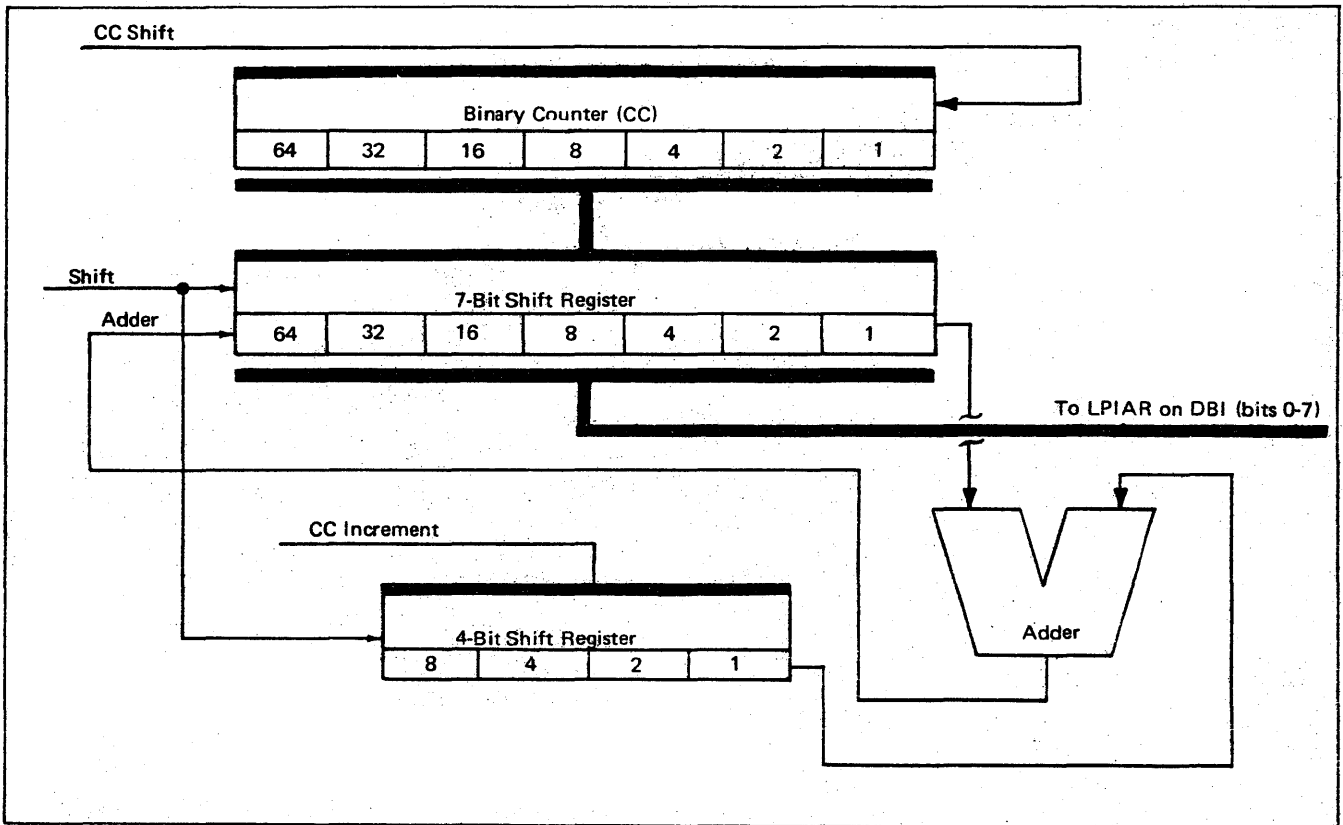 CC Shift
Binary Counter (CC)
64 32 16 8 4 2 1
Shift
7-Bit Shift Register
Adder
64 32 16 8 4 2 1
To LPIAR on DBI (bits 0-7)
CC Increment
4-Bit Shift Register
8 4 2 1
Adder